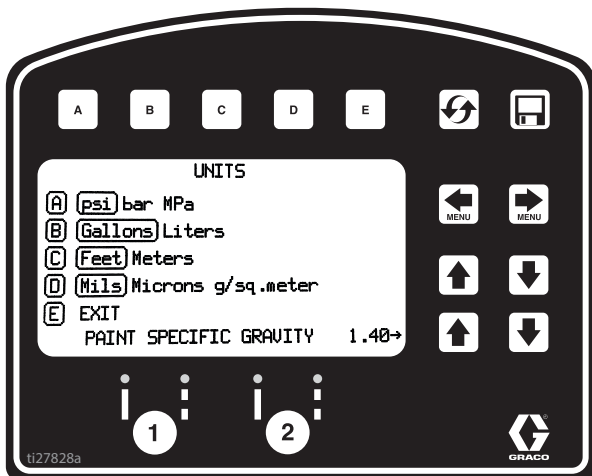 A B C D E
UNITS
A psi bar MPa
B Gallons Liters
C Feet Meters
D Mils Microns g/sq.meter
E EXIT
PAINT SPECIFIC GRAVITY 1.40→
MENU MENU
1 2
ti27828a
G
GRACO
®